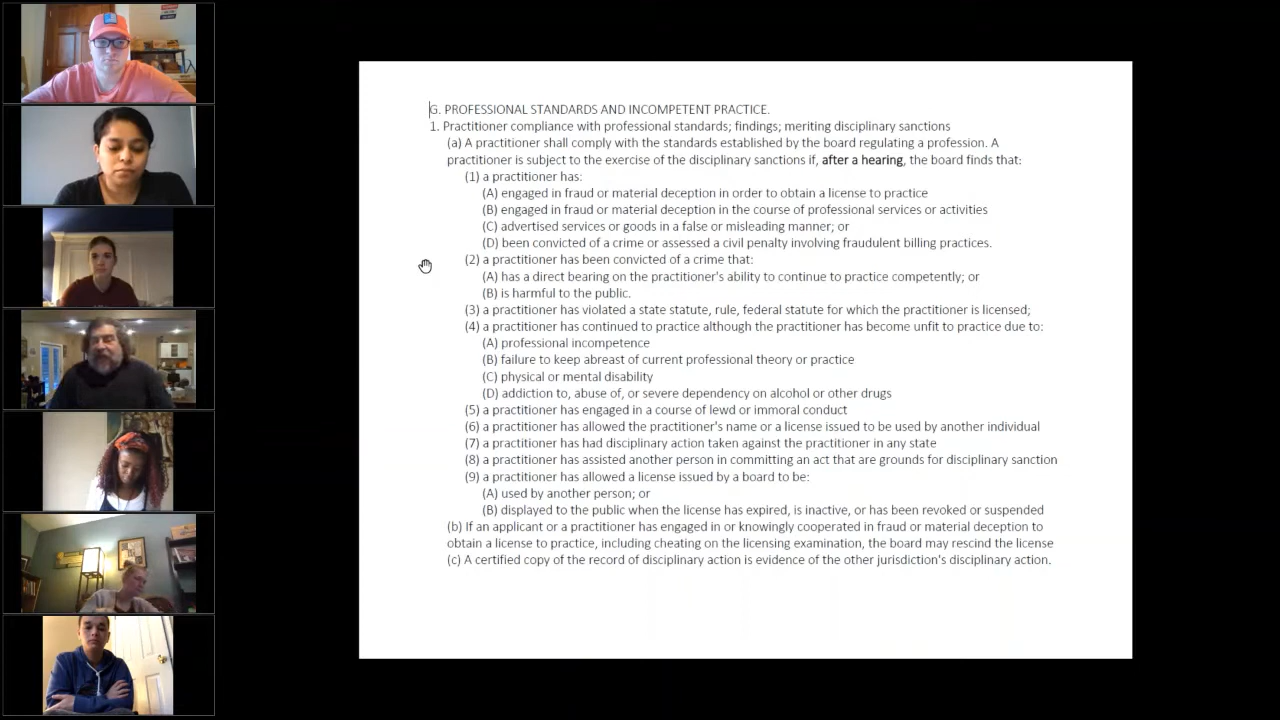 G. PROFESSIONAL STANDARDS AND INCOMPETENT PRACTICE.
1. Practitioner compliance with professional standards; findings; meriting disciplinary sanctions
(a) A practitioner shall comply with the standards established by the board regulating a profession. A
practitioner is subject to the exercise of the disciplinary sanctions if, after a hearing, the board finds that:
(1) a practitioner has:
(A) engaged in fraud or material deception in order to obtain a license to practice
(B) engaged in fraud or material deception in the course of professional services or activities
(C) advertised services or goods in a false or misleading manner; or
(D) been convicted of a crime or assessed a civil penalty involving fraudulent billing practices.
(2) a practitioner has been convicted of a crime that:
(A) has a direct bearing on the practitioner's ability to continue to practice competently; or
(B) is harmful to the public.
(3) a practitioner has violated a state statute, rule, federal statute for which the practitioner is licensed;
(4) a practitioner has continued to practice although the practitioner has become unfit to practice due to:
(A) professional incompetence
(B) failure to keep abreast of current professional theory or practice
(C) physical or mental disability
(D) addiction to, abuse of, or severe dependency on alcohol or other drugs
(5) a practitioner has engaged in a course of lewd or immoral conduct
(6) a practitioner has allowed the practitioner's name or a license issued to be used by another individual
(7) a practitioner has had disciplinary action taken against the practitioner in any state
(8) a practitioner has assisted another person in committing an act that are grounds for disciplinary sanction
(9) a practitioner has allowed a license issued by a board to be:
(A) used by another person; or
(B) displayed to the public when the license has expired, is inactive, or has been revoked or suspended
(b) If an applicant or a practitioner has engaged in or knowingly cooperated in fraud or material deception to
obtain a license to practice, including cheating on the licensing examination, the board may rescind the license
(c) A certified copy of the record of disciplinary action is evidence of the other jurisdiction's disciplinary action.